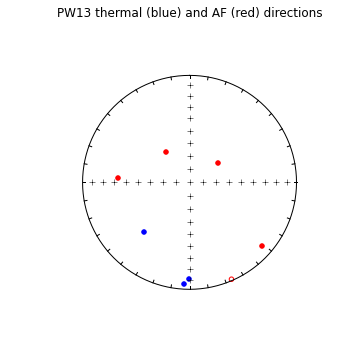 PW13 thermal (blue) and AF (red) directions